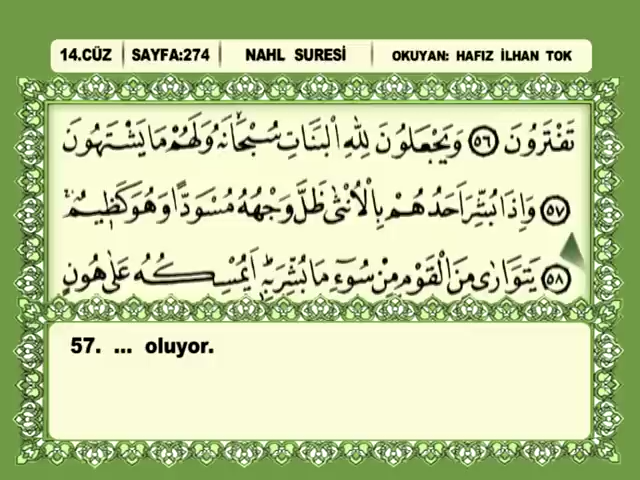 14.CÜZ SAYFA:274 NAHL SURESİ OKUYAN: HAFIZ İLHAN TOK
تَفْتَرُونَ ﴿٥٦﴾ وَيَجْعَلُونَ لِلّٰهِ الْبَنَاتِ سُبْحَانَهُ وَلَهُمْ مَا يَشْتَهُونَ
﴿٥٧﴾ وَاِذَا بُشِّرَ اَحَدُهُمْ بِالْاُنْثٰى ظَلَّ وَجْهُهُ مُسْوَدًّا وَهُوَ كَظِيمٌ
﴿٥٨﴾ يَتَوَارٰى مِنَ الْقَوْمِ مِنْ سُوءِ مَا بُشِّرَ بِهِ اَيُمْسِكُهُ عَلٰى هُونٍ
57. ... oluyor.